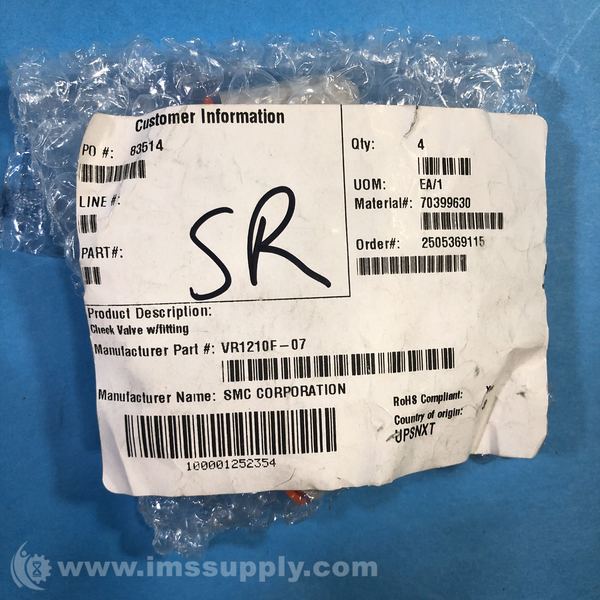 Customer Information
PO #: 83514
LINE #:
PART#:
SR
Qty: 4
UOM: EA/1
Material#: 70399630
Order#: 2505369115
Product Description:
Check Valve w/fitting
Manufacturer Part #: VR1210F-07
Manufacturer Name: SMC CORPORATION
100001252354
RoHS Compliant:
Country of origin:
UPSNXT
www.imssupply.com